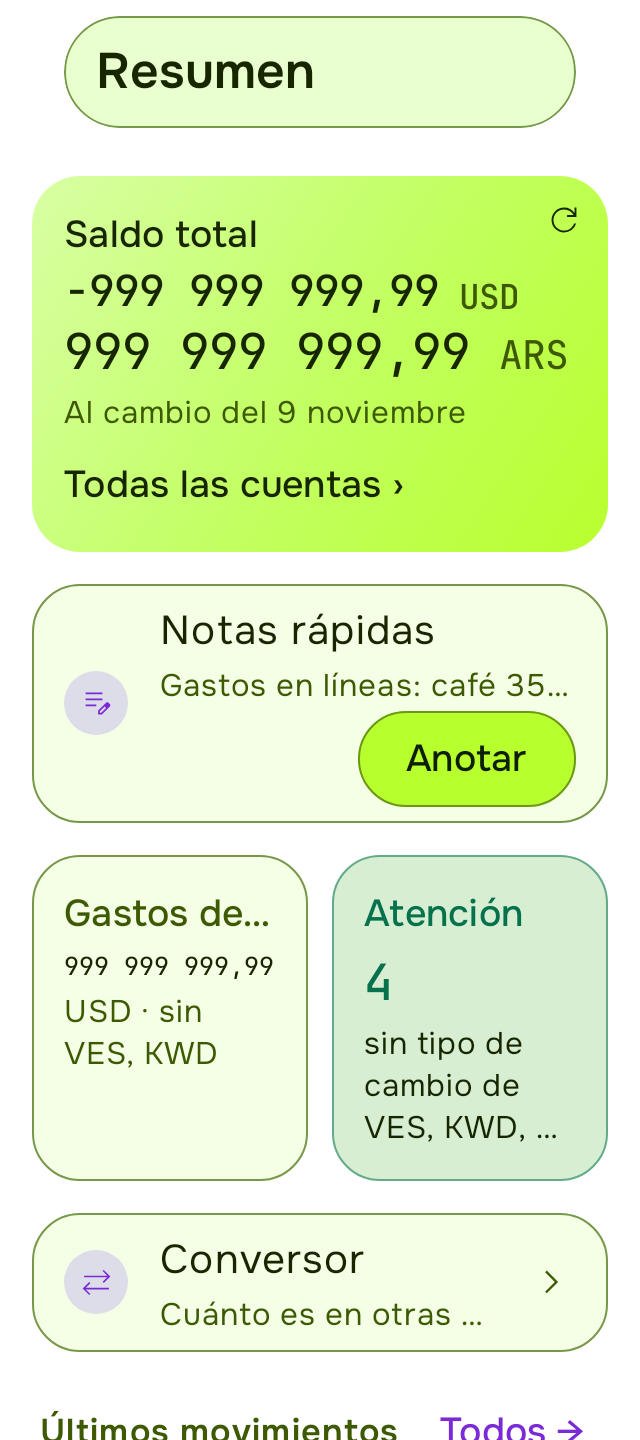 Resumen
Saldo total
-999 999 999,99 USD
999 999 999,99 ARS
Al cambio del 9 noviembre
Todas las cuentas ›
Notas rápidas
Gastos en líneas: café 35…
Anotar
Gastos de…
999 999 999,99
USD · sin
VES, KWD
Atención
4
sin tipo de
cambio de
VES, KWD, …
Conversor
Cuánto es en otras …
Últimos movimientos
Todos →